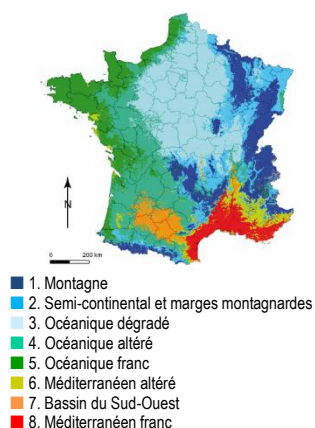 N
0 200 km
1. Montagne
2. Semi-continental et marges montagnardes
3. Océanique dégradé
4. Océanique altéré
5. Océanique franc
6. Méditerranéen altéré
7. Bassin du Sud-Ouest
8. Méditerranéen franc